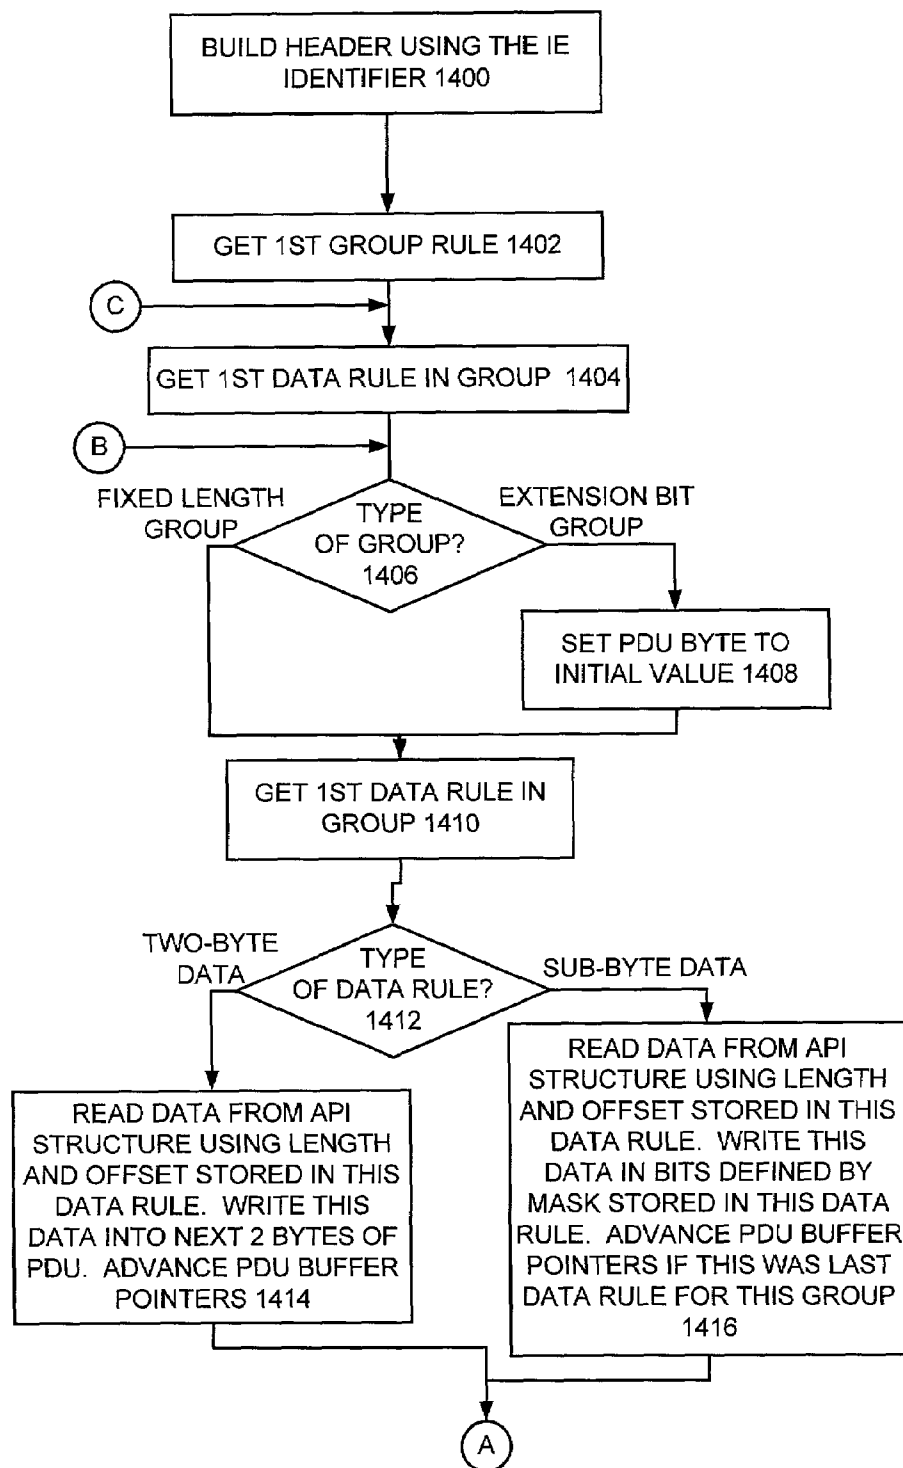 BUILD HEADER USING THE IE
IDENTIFIER 1400
GET 1ST GROUP RULE 1402
C
GET 1ST DATA RULE IN GROUP 1404
B
FIXED LENGTH
GROUP
TYPE
OF GROUP?
1406
EXTENSION BIT
GROUP
SET PDU BYTE TO
INITIAL VALUE 1408
GET 1ST DATA RULE IN
GROUP 1410
TWO-BYTE
DATA
TYPE
OF DATA RULE?
1412
SUB-BYTE DATA
READ DATA FROM API
STRUCTURE USING LENGTH
AND OFFSET STORED IN THIS
DATA RULE. WRITE THIS
DATA INTO NEXT 2 BYTES OF
PDU. ADVANCE PDU BUFFER
POINTERS 1414
READ DATA FROM API
STRUCTURE USING LENGTH
AND OFFSET STORED IN THIS
DATA RULE. WRITE THIS
DATA IN BITS DEFINED BY
MASK STORED IN THIS DATA
RULE. ADVANCE PDU BUFFER
POINTERS IF THIS WAS LAST
DATA RULE FOR THIS GROUP
1416
A